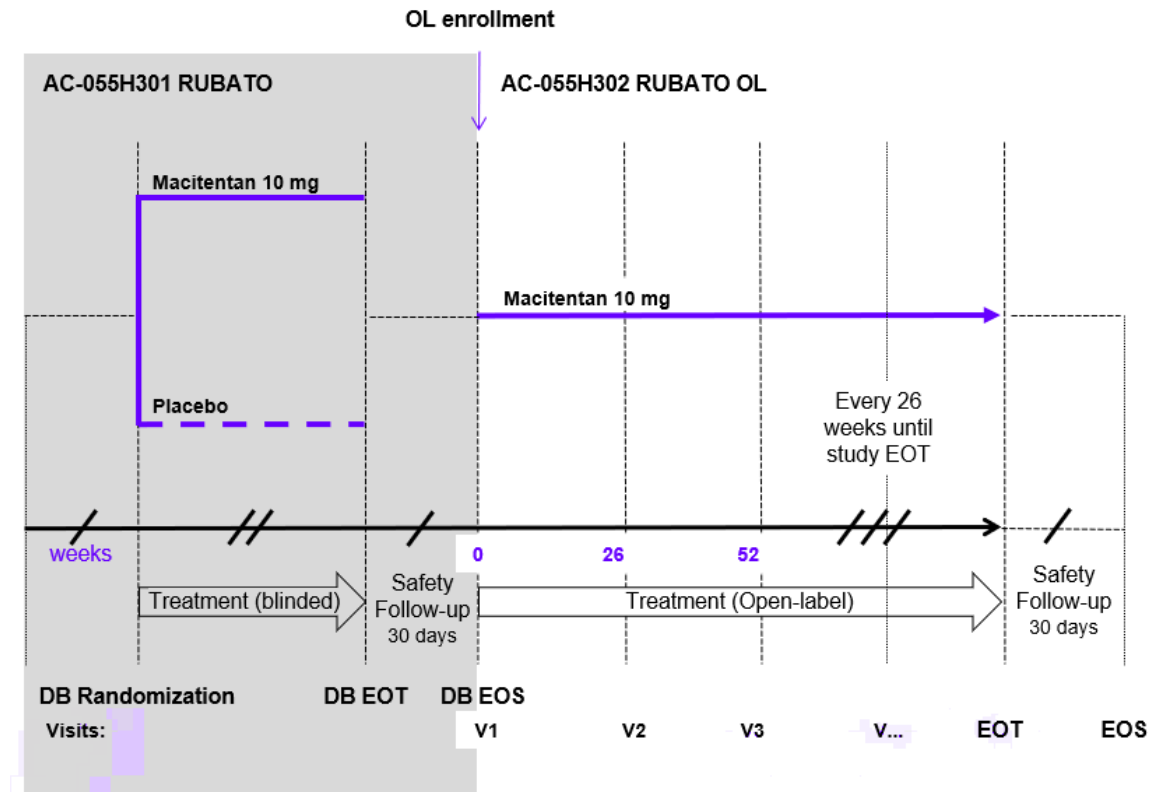 OL enrollment
AC-055H301 RUBATO
AC-055H302 RUBATO OL
Macitentan 10 mg
Macitentan 10 mg
Placebo
Every 26
weeks until
study EOT
weeks
0
26
52
Treatment (blinded)
Safety
Follow-up
30 days
Treatment (Open-label)
Safety
Follow-up
30 days
DB Randomization
DB EOT
DB EOS
Visits:
V1
V2
V3
V...
EOT
EOS